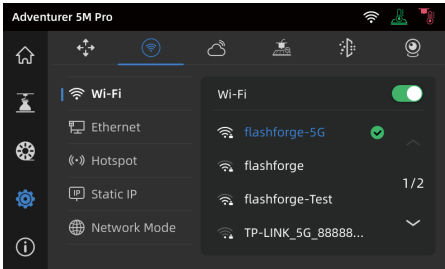 Adventurer 5M Pro
Wi-Fi
Ethernet
Hotspot
IP Static IP
Network Mode
Wi-Fi
flashforge-5G
flashforge
flashforge-Test
TP-LINK_5G_88888...
1/2